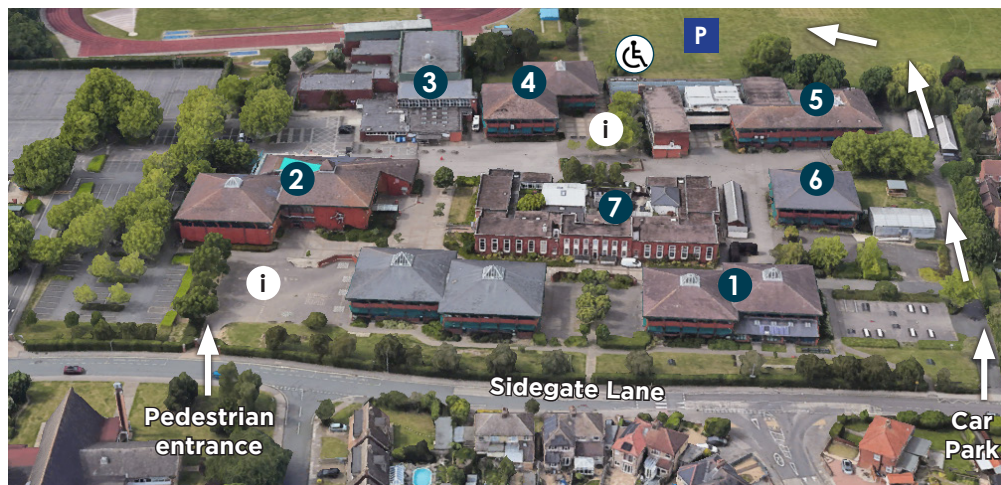 P
3
4
5
i
2
6
7
i
1
Sidegate Lane
Pedestrian
entrance
Car
Park